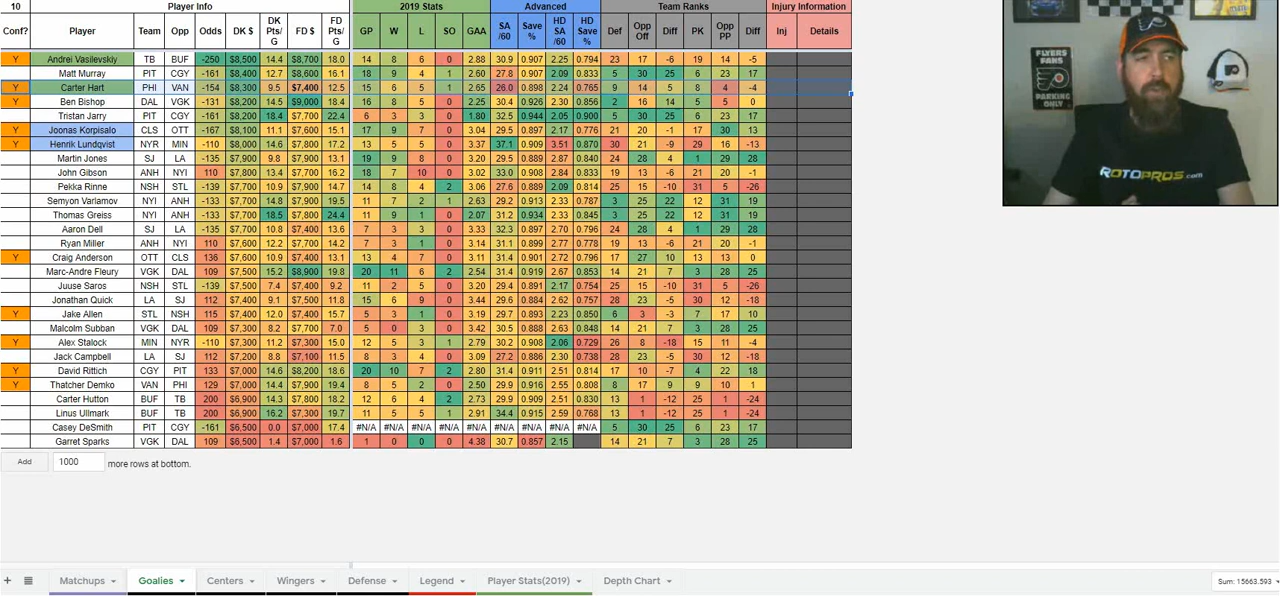 10 Player Info 2019 Stats Advanced Team Ranks Injury Information
Conf? Player Team Opp Odds DK $ DK Pts/ G FD $ FD Pts/ G GP W L SO GAA SA /60 Save % HD SA /60 HD Save % Def Opp Off Diff PK Opp PP Diff Inj Details
Y Andrei Vasilevskiy TB BUF -250 $8,500 14.4 $8,700 18.0 14 8 6 0 2.88 30.9 0.907 2.25 0.794 23 17 -6 19 14 -5
Matt Murray PIT CGY -161 $8,400 12.7 $8,600 16.1 18 9 4 1 2.60 27.8 0.907 2.09 0.833 5 30 25 6 23 17
Y Carter Hart PHI VAN -154 $8,300 9.5 $7,400 12.5 15 6 5 1 2.65 26.0 0.898 2.24 0.765 9 14 5 8 4 -4
Y Ben Bishop DAL VGK -131 $8,200 14.5 $9,000 18.4 16 8 5 0 2.25 30.4 0.926 2.30 0.856 2 16 14 5 5 0
Tristan Jarry PIT CGY -161 $8,200 18.4 $7,700 22.4 6 3 3 0 1.80 32.5 0.944 2.05 0.900 5 30 25 6 23 17
Y Joonas Korpisalo CLS OTT -167 $8,100 11.1 $7,600 15.1 17 9 7 0 3.04 29.5 0.897 2.17 0.776 21 20 -1 17 30 13
Y Henrik Lundqvist NYR MIN -110 $8,000 14.6 $7,800 17.2 13 5 5 0 3.37 37.1 0.909 3.51 0.870 30 21 -9 29 16 -13
Martin Jones SJ LA -135 $7,900 9.8 $7,900 13.1 19 9 8 0 3.20 29.5 0.889 2.87 0.840 24 28 4 1 29 28
John Gibson ANH NYI 110 $7,800 13.4 $7,700 16.2 18 7 10 0 3.02 33.0 0.908 2.84 0.833 19 13 -6 21 20 -1
Pekka Rinne NSH STL -139 $7,700 10.9 $7,900 14.7 14 8 4 2 3.06 27.6 0.889 2.09 0.814 25 15 -10 31 5 -26
Semyon Varlamov NYI ANH -133 $7,700 14.8 $7,900 19.5 11 7 2 1 2.63 29.2 0.913 2.33 0.787 3 25 22 12 31 19
Thomas Greiss NYI ANH -133 $7,700 18.5 $7,800 24.4 11 9 1 0 2.07 31.2 0.934 2.33 0.845 3 25 22 12 31 19
Aaron Dell SJ LA -135 $7,700 10.8 $7,400 13.6 7 3 3 0 3.33 32.3 0.899 2.70 0.796 24 28 4 1 29 28
Ryan Miller ANH NYI 110 $7,600 12.2 $7,700 14.2 7 3 1 0 3.14 31.1 0.899 2.77 0.778 19 13 -6 21 20 -1
Y Craig Anderson OTT CLS 136 $7,600 10.9 $7,400 13.1 13 4 7 0 3.11 31.4 0.901 2.72 0.796 17 27 10 13 13 0
Marc-Andre Fleury VGK DAL 109 $7,500 15.2 $8,900 19.8 20 11 6 2 2.54 31.4 0.919 2.67 0.853 14 21 7 3 28 25
Juuse Saros NSH STL -139 $7,500 7.4 $7,400 9.2 11 2 5 0 3.20 29.4 0.891 2.17 0.754 25 15 -10 31 5 -26
Jonathan Quick LA SJ 112 $7,400 9.1 $7,500 11.8 15 6 9 0 3.44 29.6 0.884 2.62 0.757 28 23 -5 30 12 -18
Y Jake Allen STL NSH 115 $7,400 12.0 $7,400 15.7 5 3 1 0 3.19 29.7 0.893 2.23 0.850 6 3 -3 7 17 10
Malcolm Subban VGK DAL 109 $7,300 8.2 $7,700 7.0 5 0 3 0 3.42 30.5 0.888 2.63 0.848 14 21 7 3 28 25
Y Alex Stalock MIN NYR -110 $7,300 11.2 $7,300 15.0 12 5 3 1 2.79 30.2 0.908 2.06 0.729 26 8 -18 15 11 -4
Jack Campbell LA SJ 112 $7,200 8.8 $7,100 11.5 8 3 4 0 3.09 27.2 0.886 2.30 0.738 28 23 -5 30 12 -18
Y David Rittich CGY PIT 133 $7,000 14.6 $8,200 18.6 20 10 7 2 2.80 31.4 0.911 2.51 0.814 17 10 -7 4 22 18
Y Thatcher Demko VAN PHI 129 $7,000 14.4 $7,900 19.4 8 5 2 0 2.50 29.9 0.916 2.55 0.808 8 17 9 9 10 1
Carter Hutton BUF TB 200 $6,900 14.3 $7,800 18.2 12 6 4 2 2.73 29.9 0.909 2.51 0.830 13 1 -12 25 1 -24
Linus Ullmark BUF TB 200 $6,900 16.2 $7,300 19.7 11 5 5 1 2.91 34.4 0.915 2.59 0.768 13 1 -12 25 1 -24
Casey DeSmith PIT CGY -161 $6,500 0.0 $7,000 17.4 #N/A #N/A #N/A #N/A #N/A #N/A #N/A #N/A #N/A 5 30 25 6 23 17
Garret Sparks VGK DAL 109 $6,500 1.4 $7,000 1.6 1 0 0 0 4.38 30.7 0.857 2.15 14 21 7 3 28 25
Add 1000 more rows at bottom.
FLYERS FANS PARKING ONLY
ROTOPROS.com
Matchups Goalies Centers Wingers Defense Legend Player Stats(2019) Depth Chart Sum: 15663.593